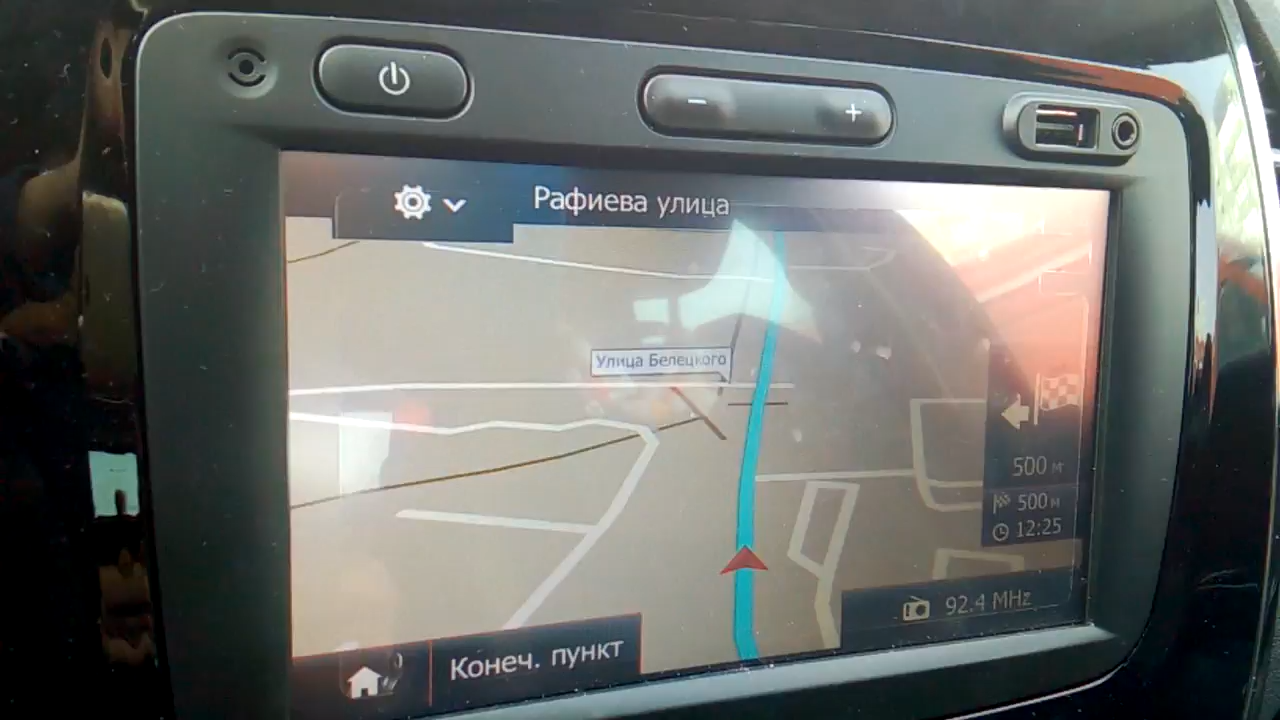 Рафиева улица
Улица Белецкого
500 м
500 м
12:25
92.4 MHz
Конеч. пункт